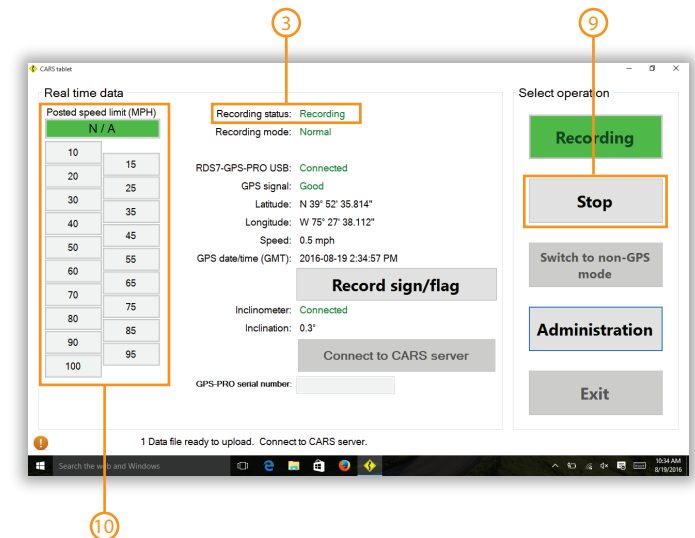 3
9
CARS tablet
Real time data
Posted speed limit (MPH)
N / A
10
15
20
25
30
35
40
45
50
55
60
65
70
75
80
85
90
95
100
Recording status: Recording
Recording mode: Normal
RDS7-GPS-PRO USB: Connected
GPS signal: Good
Latitude: N 39° 52' 35.814"
Longitude: W 75° 27' 38.112"
Speed: 0.5 mph
GPS date/time (GMT): 2016-08-19 2:34:57 PM
Record sign/flag
Inclinometer: Connected
Inclination: 0.3°
Connect to CARS server
GPS-PRO serial number:
Select operation
Recording
Stop
Switch to non-GPS
mode
Administration
Exit
1 Data file ready to upload. Connect to CARS server.
Search the web and Windows
10:34 AM
8/19/2016
10